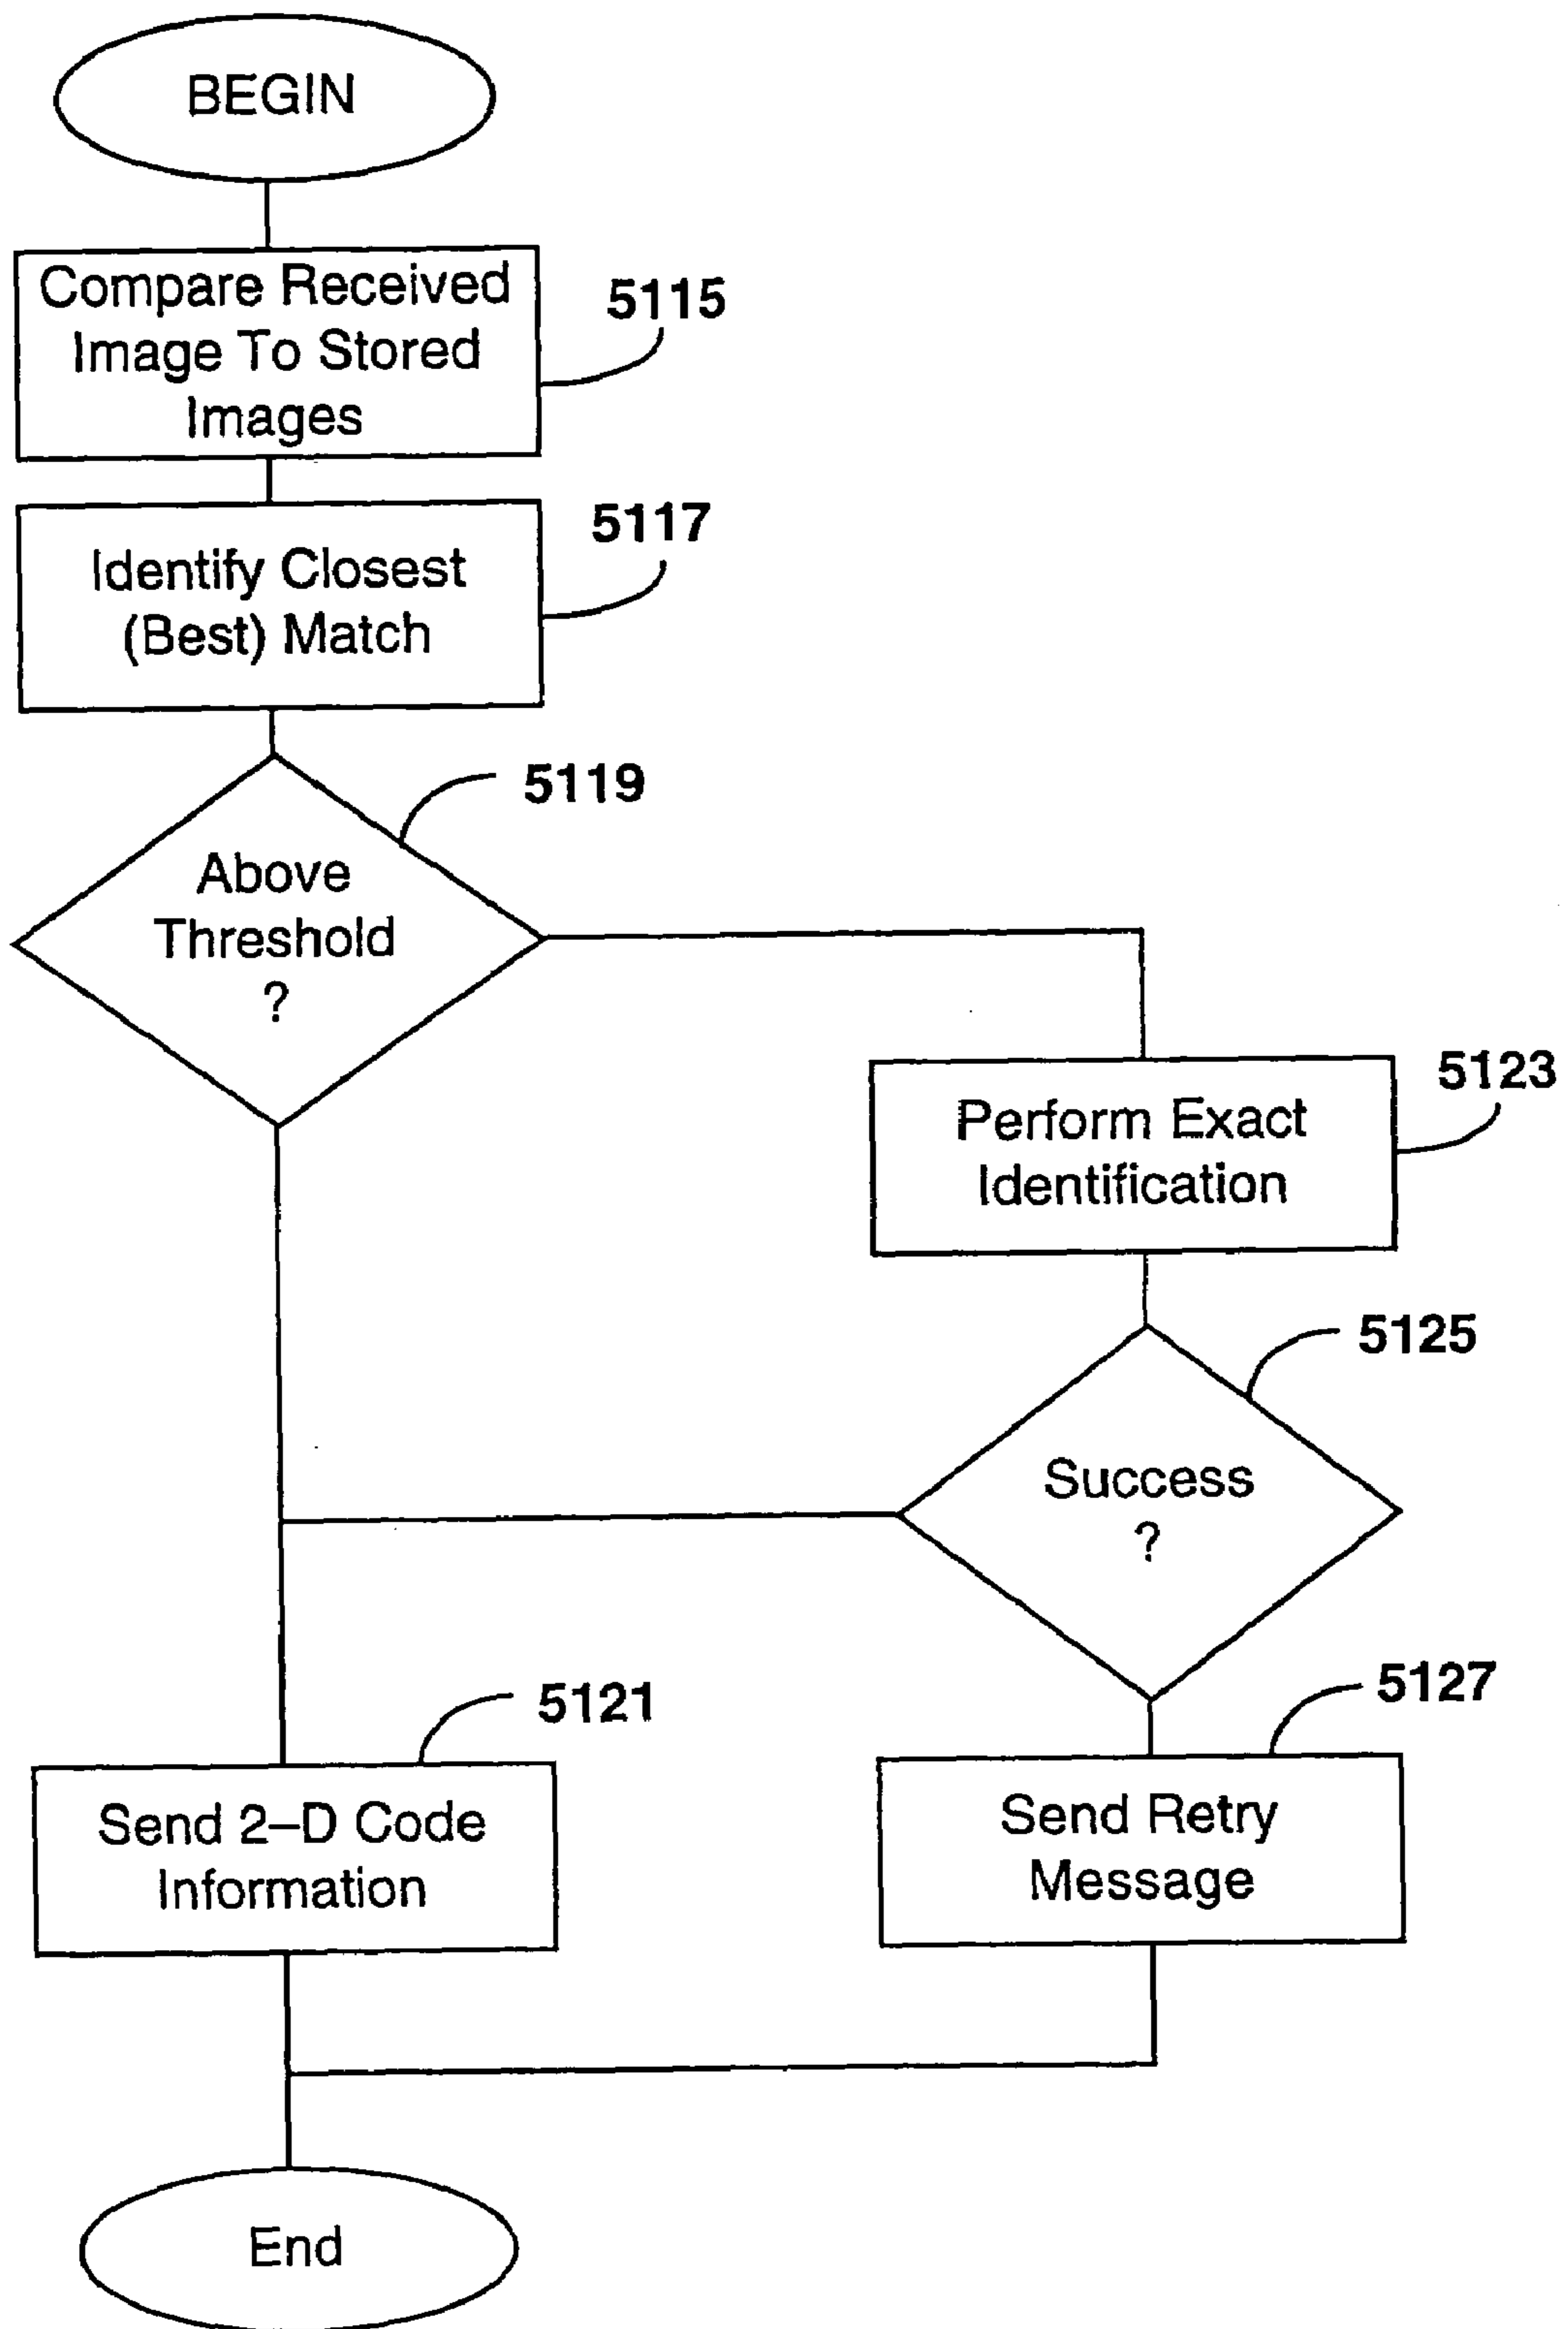 BEGIN
Compare Received
Image To Stored
Images
5115
Identify Closest
(Best) Match
5117
Above
Threshold
?
5119
Perform Exact
Identification
5123
Success
?
5125
Send 2–D Code
Information
5121
Send Retry
Message
5127
End